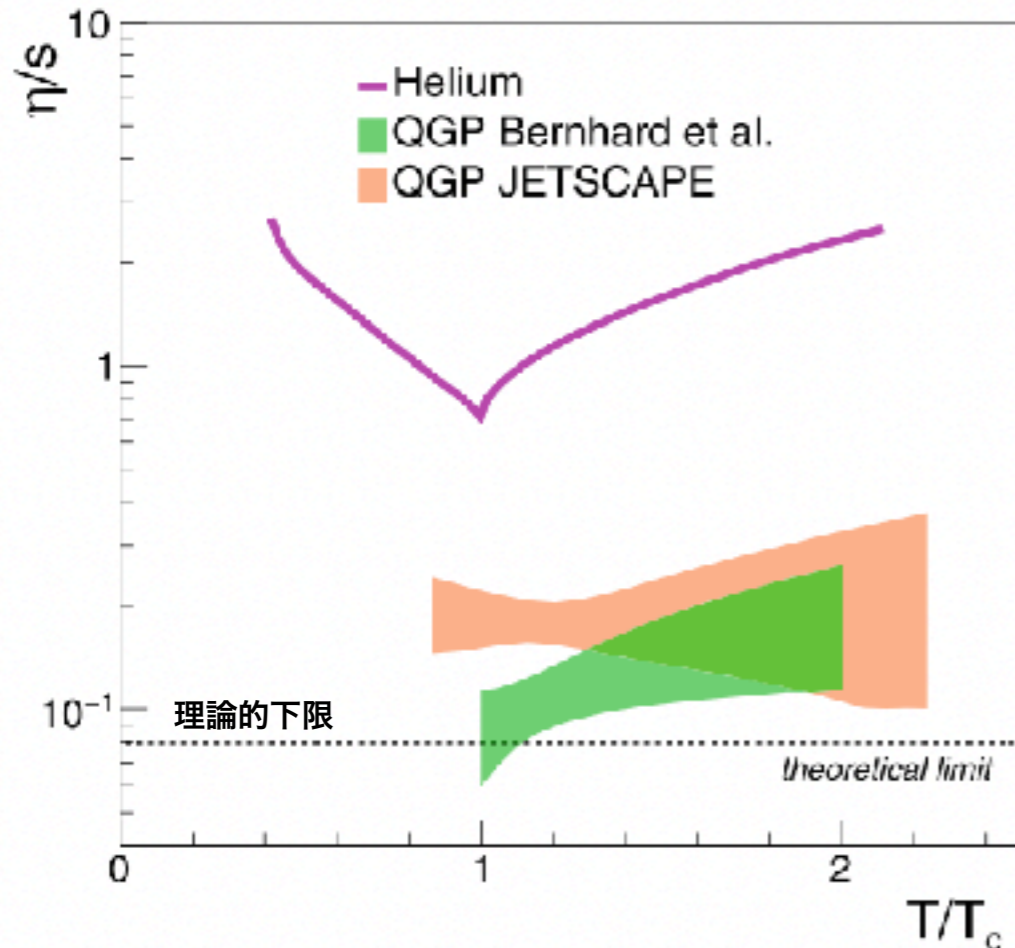 10
η/s
Helium
QGP Bernhard et al.
QGP JETSCAPE
1
10⁻¹
理論的下限
theoretical limit
0 1 2
T/Tc